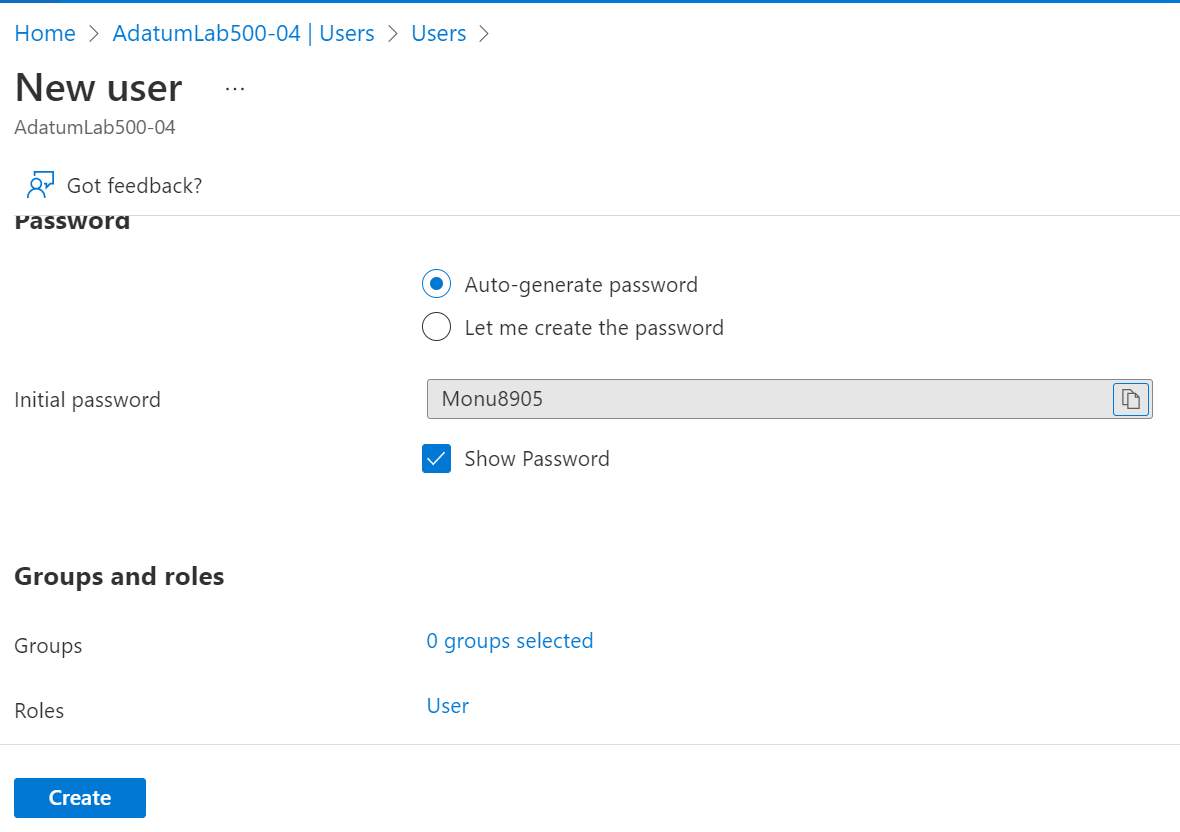 Home > AdatumLab500-04 | Users > Users >
New user ...
AdatumLab500-04
Got feedback?
Password
Auto-generate password
Let me create the password
Initial password Monu8905
Show Password
Groups and roles
Groups 0 groups selected
Roles User
Create